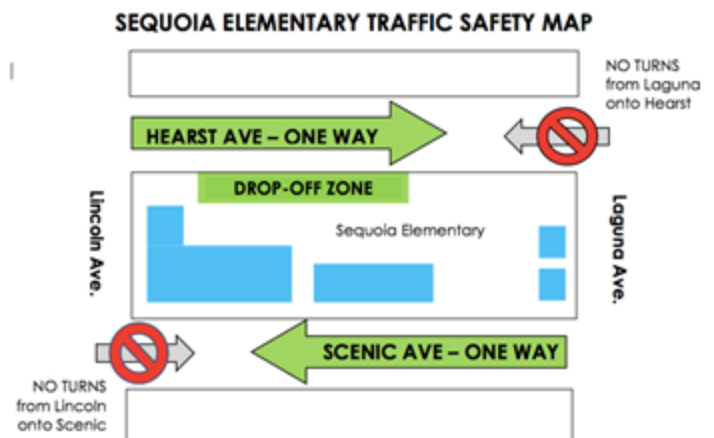 SEQUOIA ELEMENTARY TRAFFIC SAFETY MAP
NO TURNS
from Laguna
onto Hearst
HEARST AVE – ONE WAY
DROP-OFF ZONE
Lincoln Ave.
Sequoia Elementary
Laguna Ave.
SCENIC AVE – ONE WAY
NO TURNS
from Lincoln
onto Scenic